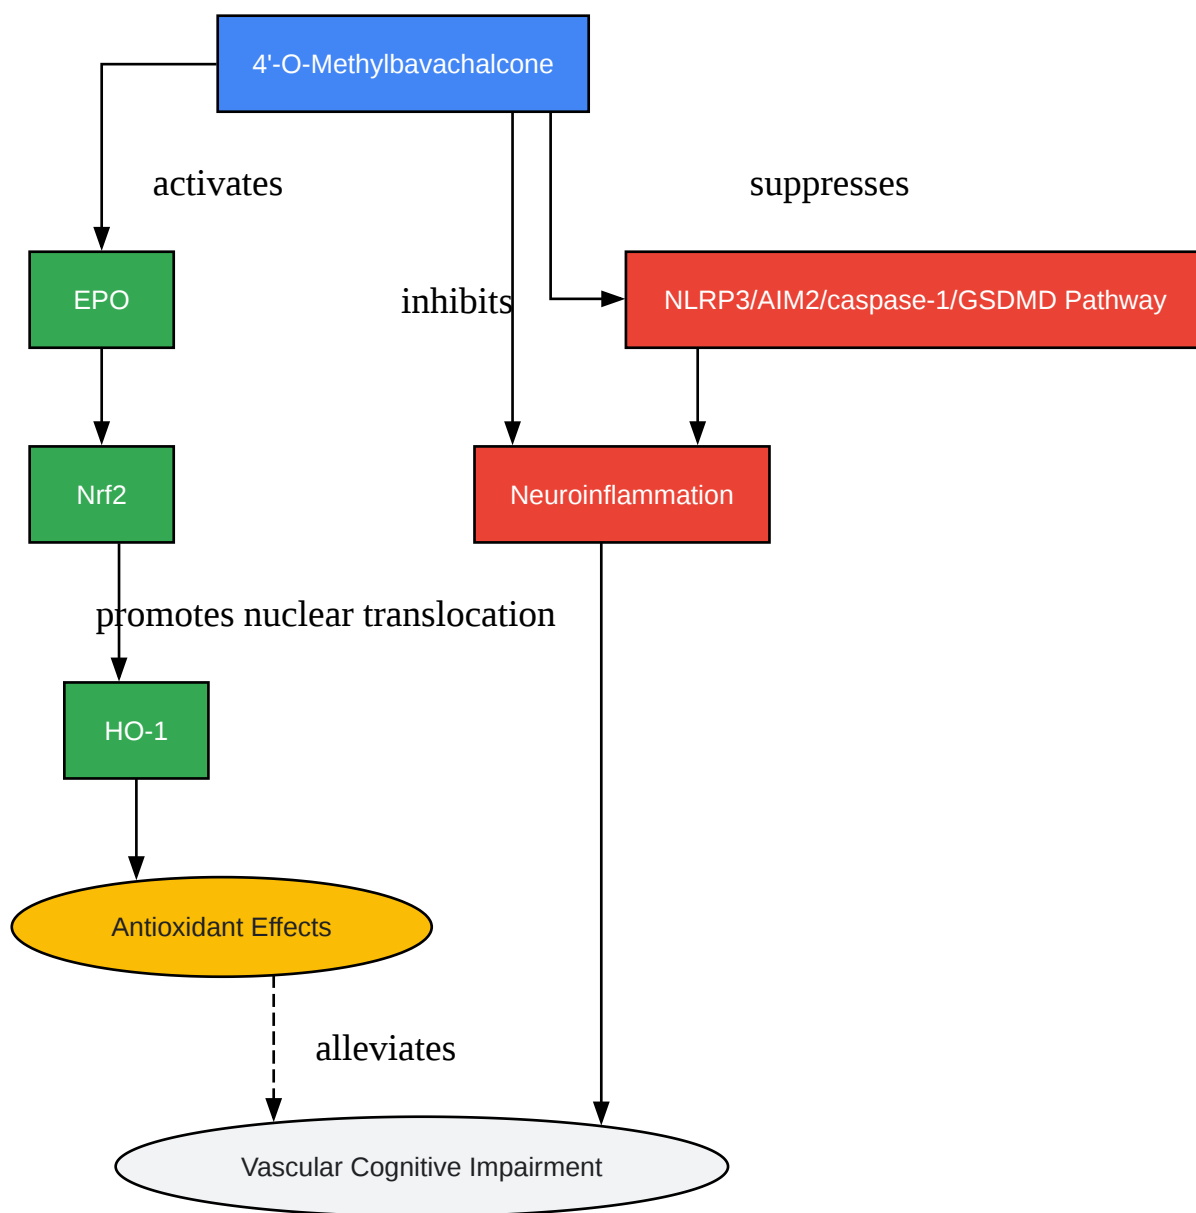 4'-O-Methylbavachalcone
activates
suppresses
EPO
inhibits
NLRP3/AIM2/caspase-1/GSDMD Pathway
Nrf2
Neuroinflammation
promotes nuclear translocation
HO-1
Antioxidant Effects
alleviates
Vascular Cognitive Impairment